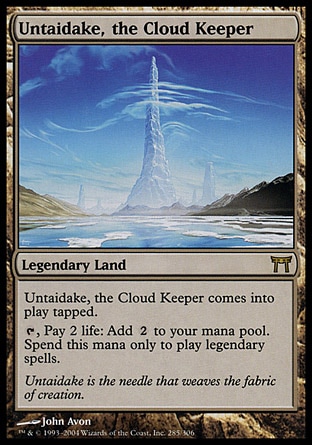 Untaidake, the Cloud Keeper
Legendary Land
Untaidake, the Cloud Keeper comes into
play tapped.
, Pay 2 life: Add 2 to your mana pool.
Spend this mana only to play legendary
spells.
Untaidake is the needle that weaves the fabric
of creation.
John Avon
™ & © 1993–2004 Wizards of the Coast, Inc. 285/306